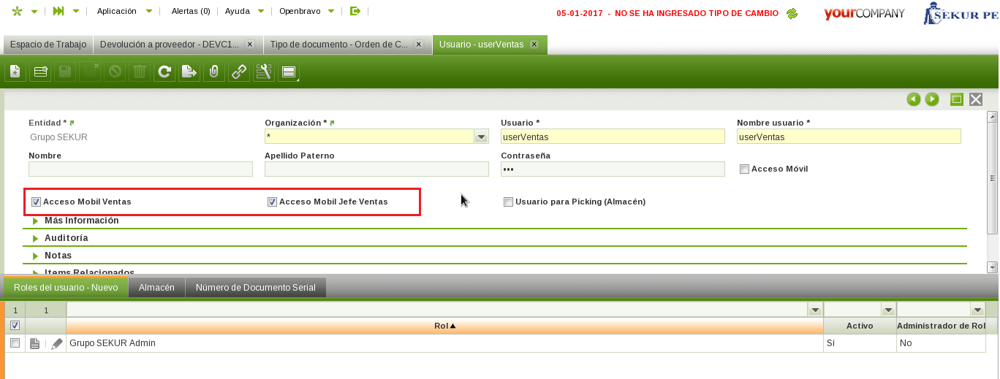 Aplicación Alertas (0) Ayuda Openbravo 05-01-2017 - NO SE HA INGRESADO TIPO DE CAMBIO yourCOMPANY SEKUR PE
Espacio de Trabajo Devolución a proveedor - DEVC1... x Tipo de documento - Orden de C... x Usuario - userVentas x
Entidad * Organización * Usuario * Nombre usuario *
Grupo SEKUR * userVentas userVentas
Nombre Apellido Paterno Contraseña
••• Acceso Móvil
Acceso Mobil Ventas Acceso Mobil Jefe Ventas Usuario para Picking (Almacén)
Más Información
Auditoría
Notas
Items Relacionados
Roles del usuario - Nuevo Almacén Número de Documento Serial
1 1
Rol Activo Administrador de Rol
Grupo SEKUR Admin Sí No